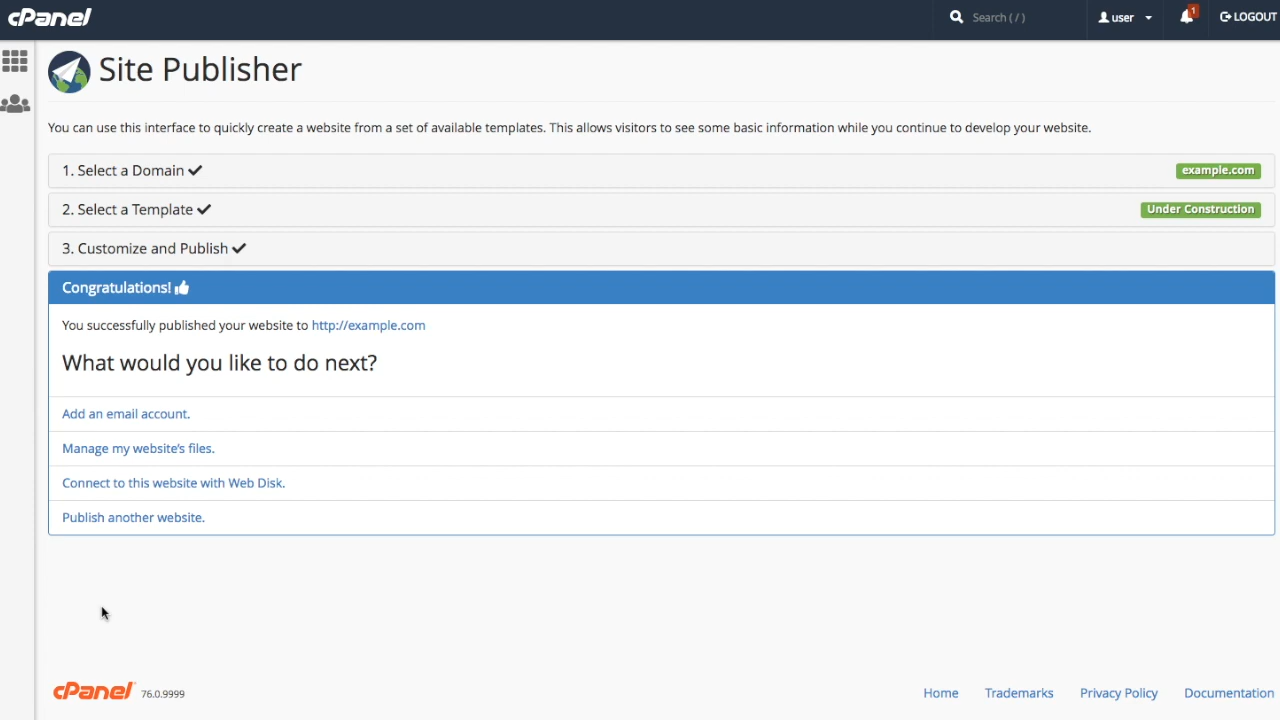 cPanel
Search ( / )
user
1
LOGOUT
Site Publisher
You can use this interface to quickly create a website from a set of available templates. This allows visitors to see some basic information while you continue to develop your website.
1. Select a Domain
example.com
2. Select a Template
Under Construction
3. Customize and Publish
Congratulations!
You successfully published your website to http://example.com
What would you like to do next?
Add an email account.
Manage my website's files.
Connect to this website with Web Disk.
Publish another website.
cPanel 76.0.9999
Home
Trademarks
Privacy Policy
Documentation